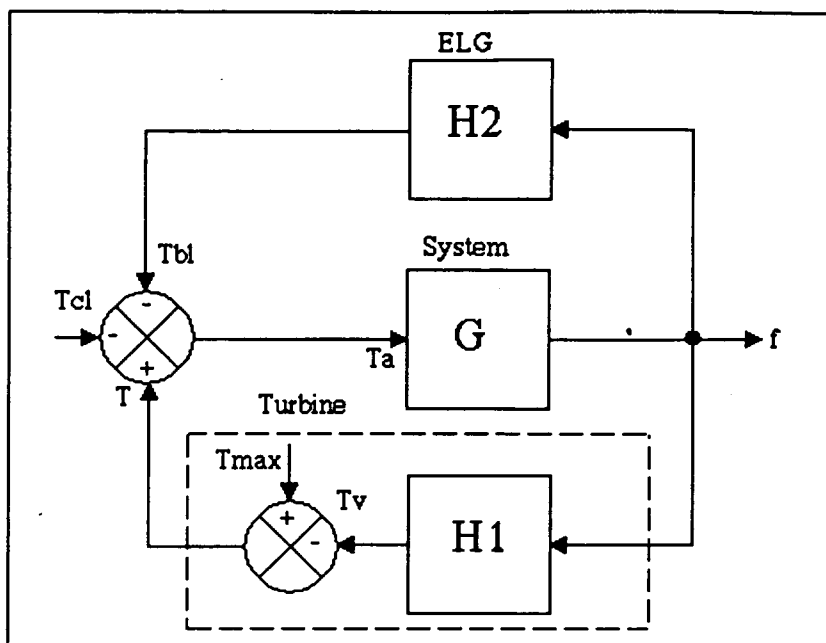 ELG
H2
Tbl
System
Tcl
-
-
+
G
Ta
f
T
Turbine
Tmax
Tv
+
-
H1